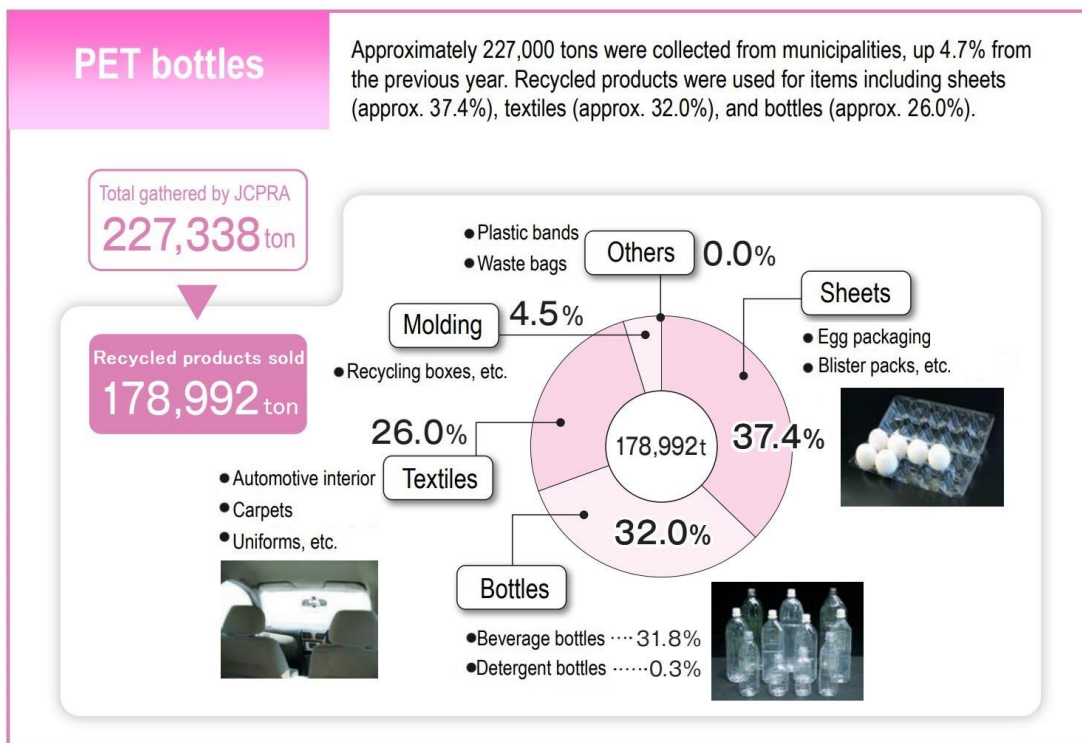 PET bottles
Approximately 227,000 tons were collected from municipalities, up 4.7% from
the previous year. Recycled products were used for items including sheets
(approx. 37.4%), textiles (approx. 32.0%), and bottles (approx. 26.0%).
Total gathered by JCPRA
227,338 ton
Recycled products sold
178,992 ton
● Plastic bands
● Waste bags
Others 0.0%
Sheets
● Egg packaging
● Blister packs, etc.
37.4%
Molding 4.5%
● Recycling boxes, etc.
26.0%
Textiles
● Automotive interior
● Carpets
● Uniforms, etc.
178,992t
32.0%
Bottles
●Beverage bottles ････31.8%
●Detergent bottles ･･････0.3%